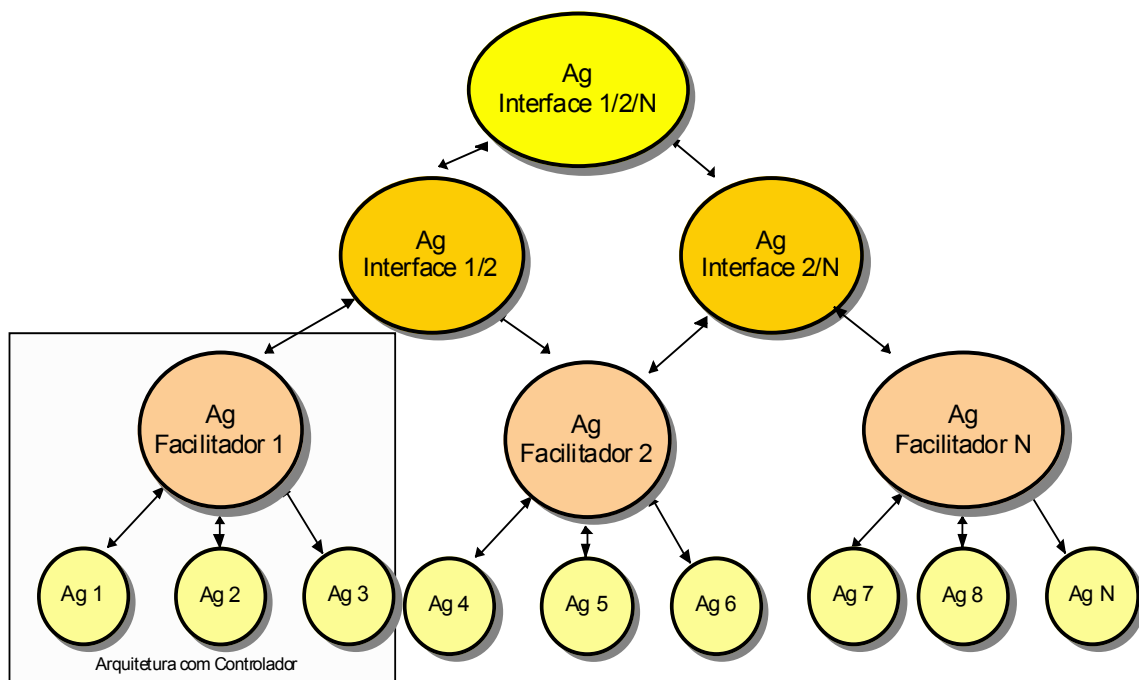 Ag
Interface 1/2/N
Ag
Interface 1/2
Ag
Interface 2/N
Ag
Facilitador 1
Ag
Facilitador 2
Ag
Facilitador N
Ag 1
Ag 2
Ag 3
Ag 4
Ag 5
Ag 6
Ag 7
Ag 8
Ag N
Arquitetura com Controlador